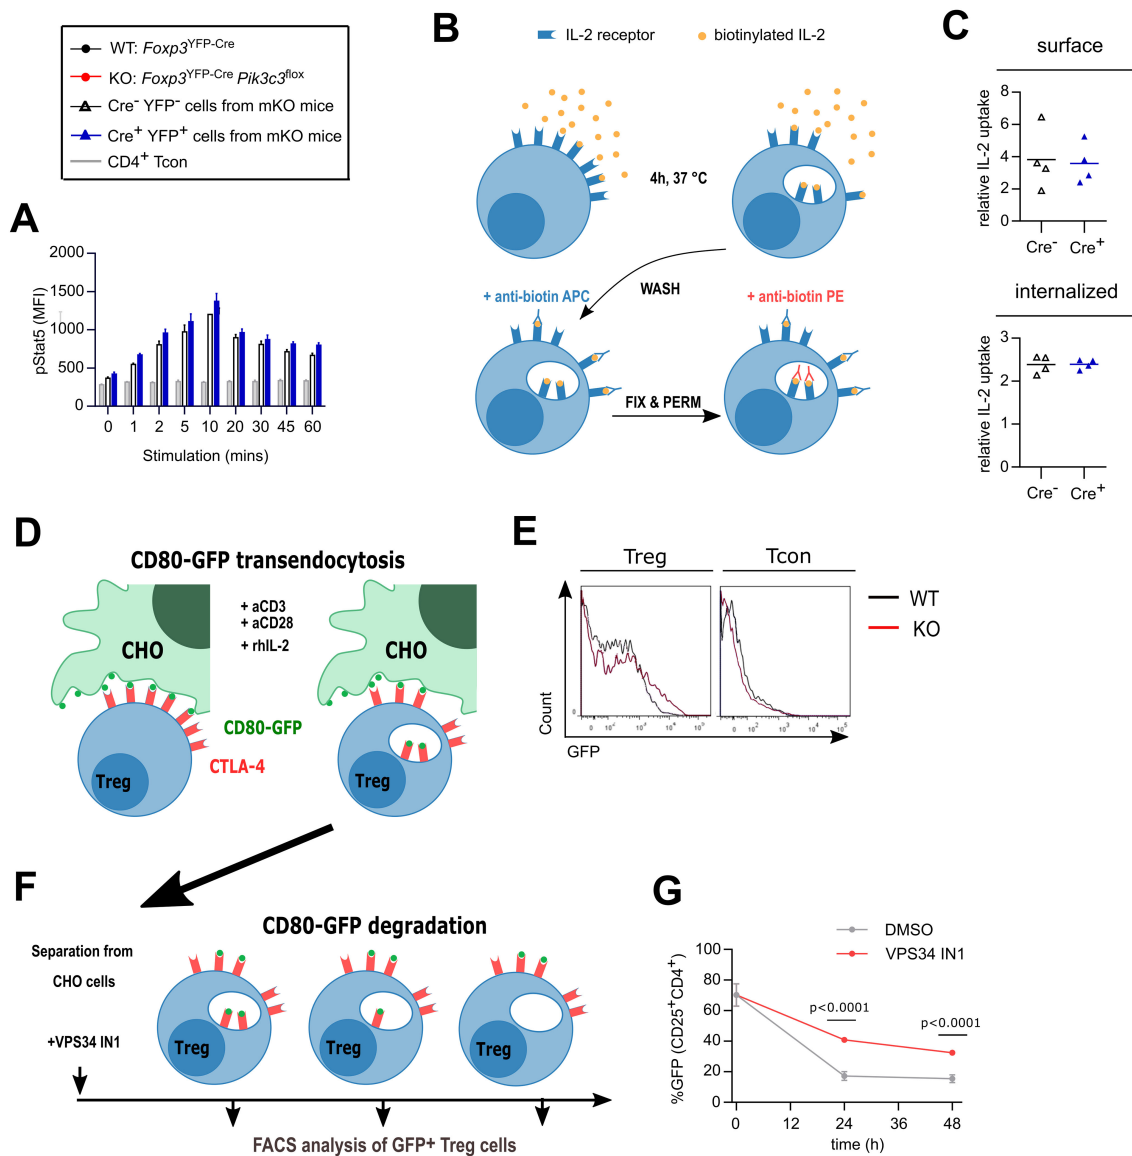 WT: Foxp3YFP-Cre
KO: Foxp3YFP-Cre Pik3c3flox
Cre- YFP- cells from mKO mice
Cre+ YFP+ cells from mKO mice
CD4+ Tcon
A
2000
1500
1000
500
0
pStat5 (MFI)
0 1 2 5 10 20 30 45 60
Stimulation (mins)
B
IL-2 receptor
biotinylated IL-2
4h, 37 °C
WASH
+ anti-biotin APC
+ anti-biotin PE
FIX & PERM
C
surface
relative IL-2 uptake
8
6
4
2
0
Cre- Cre+
internalized
relative IL-2 uptake
3
2
1
0
Cre- Cre+
D
CD80-GFP transendocytosis
CHO
+ aCD3
+ aCD28
+ rhIL-2
CHO
CD80-GFP
CTLA-4
Treg
E
Treg
Tcon
WT
KO
Count
GFP
F
CD80-GFP degradation
Separation from
CHO cells
+VPS34 IN1
Treg
Treg
Treg
FACS analysis of GFP+ Treg cells
G
DMSO
VPS34 IN1
%GFP (CD25+CD4+)
100
80
60
40
20
0
p<0.0001
p<0.0001
0 12 24 36 48
time (h)